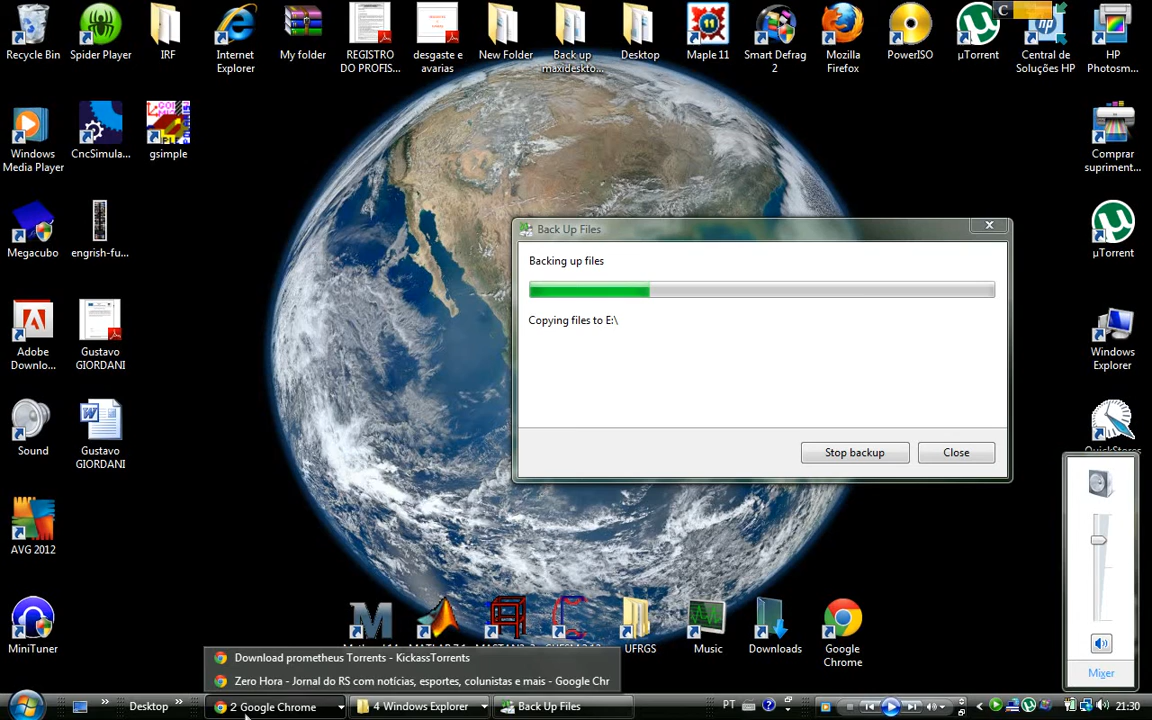 Recycle Bin
Spider Player
IRF
Internet
Explorer
My folder
REGISTRO
DO PROFIS...
desgaste e
avarias
New Folder
Back up
maxideskto...
Desktop
Maple 11
Smart Defrag
2
Mozilla
Firefox
PowerISO
µTorrent
C
Central de
Soluções HP
HP
Photosm...
Windows
Media Player
CncSimula...
gsimple
Comprar
supriment...
Megacubo
engrish-fu...
µTorrent
Back Up Files
Backing up files
Copying files to E:\
Stop backup
Close
Adobe
Downlo...
Gustavo
GIORDANI
Windows
Explorer
Sound
Gustavo
GIORDANI
AVG 2012
MiniTuner
UFRGS
Music
Downloads
Google
Chrome
Mixer
Download prometheus Torrents - KickassTorrents
Zero Hora - Jornal do RS com notícias, esportes, colunistas e mais - Google Chr
Desktop
2 Google Chrome
4 Windows Explorer
Back Up Files
PT
21:30